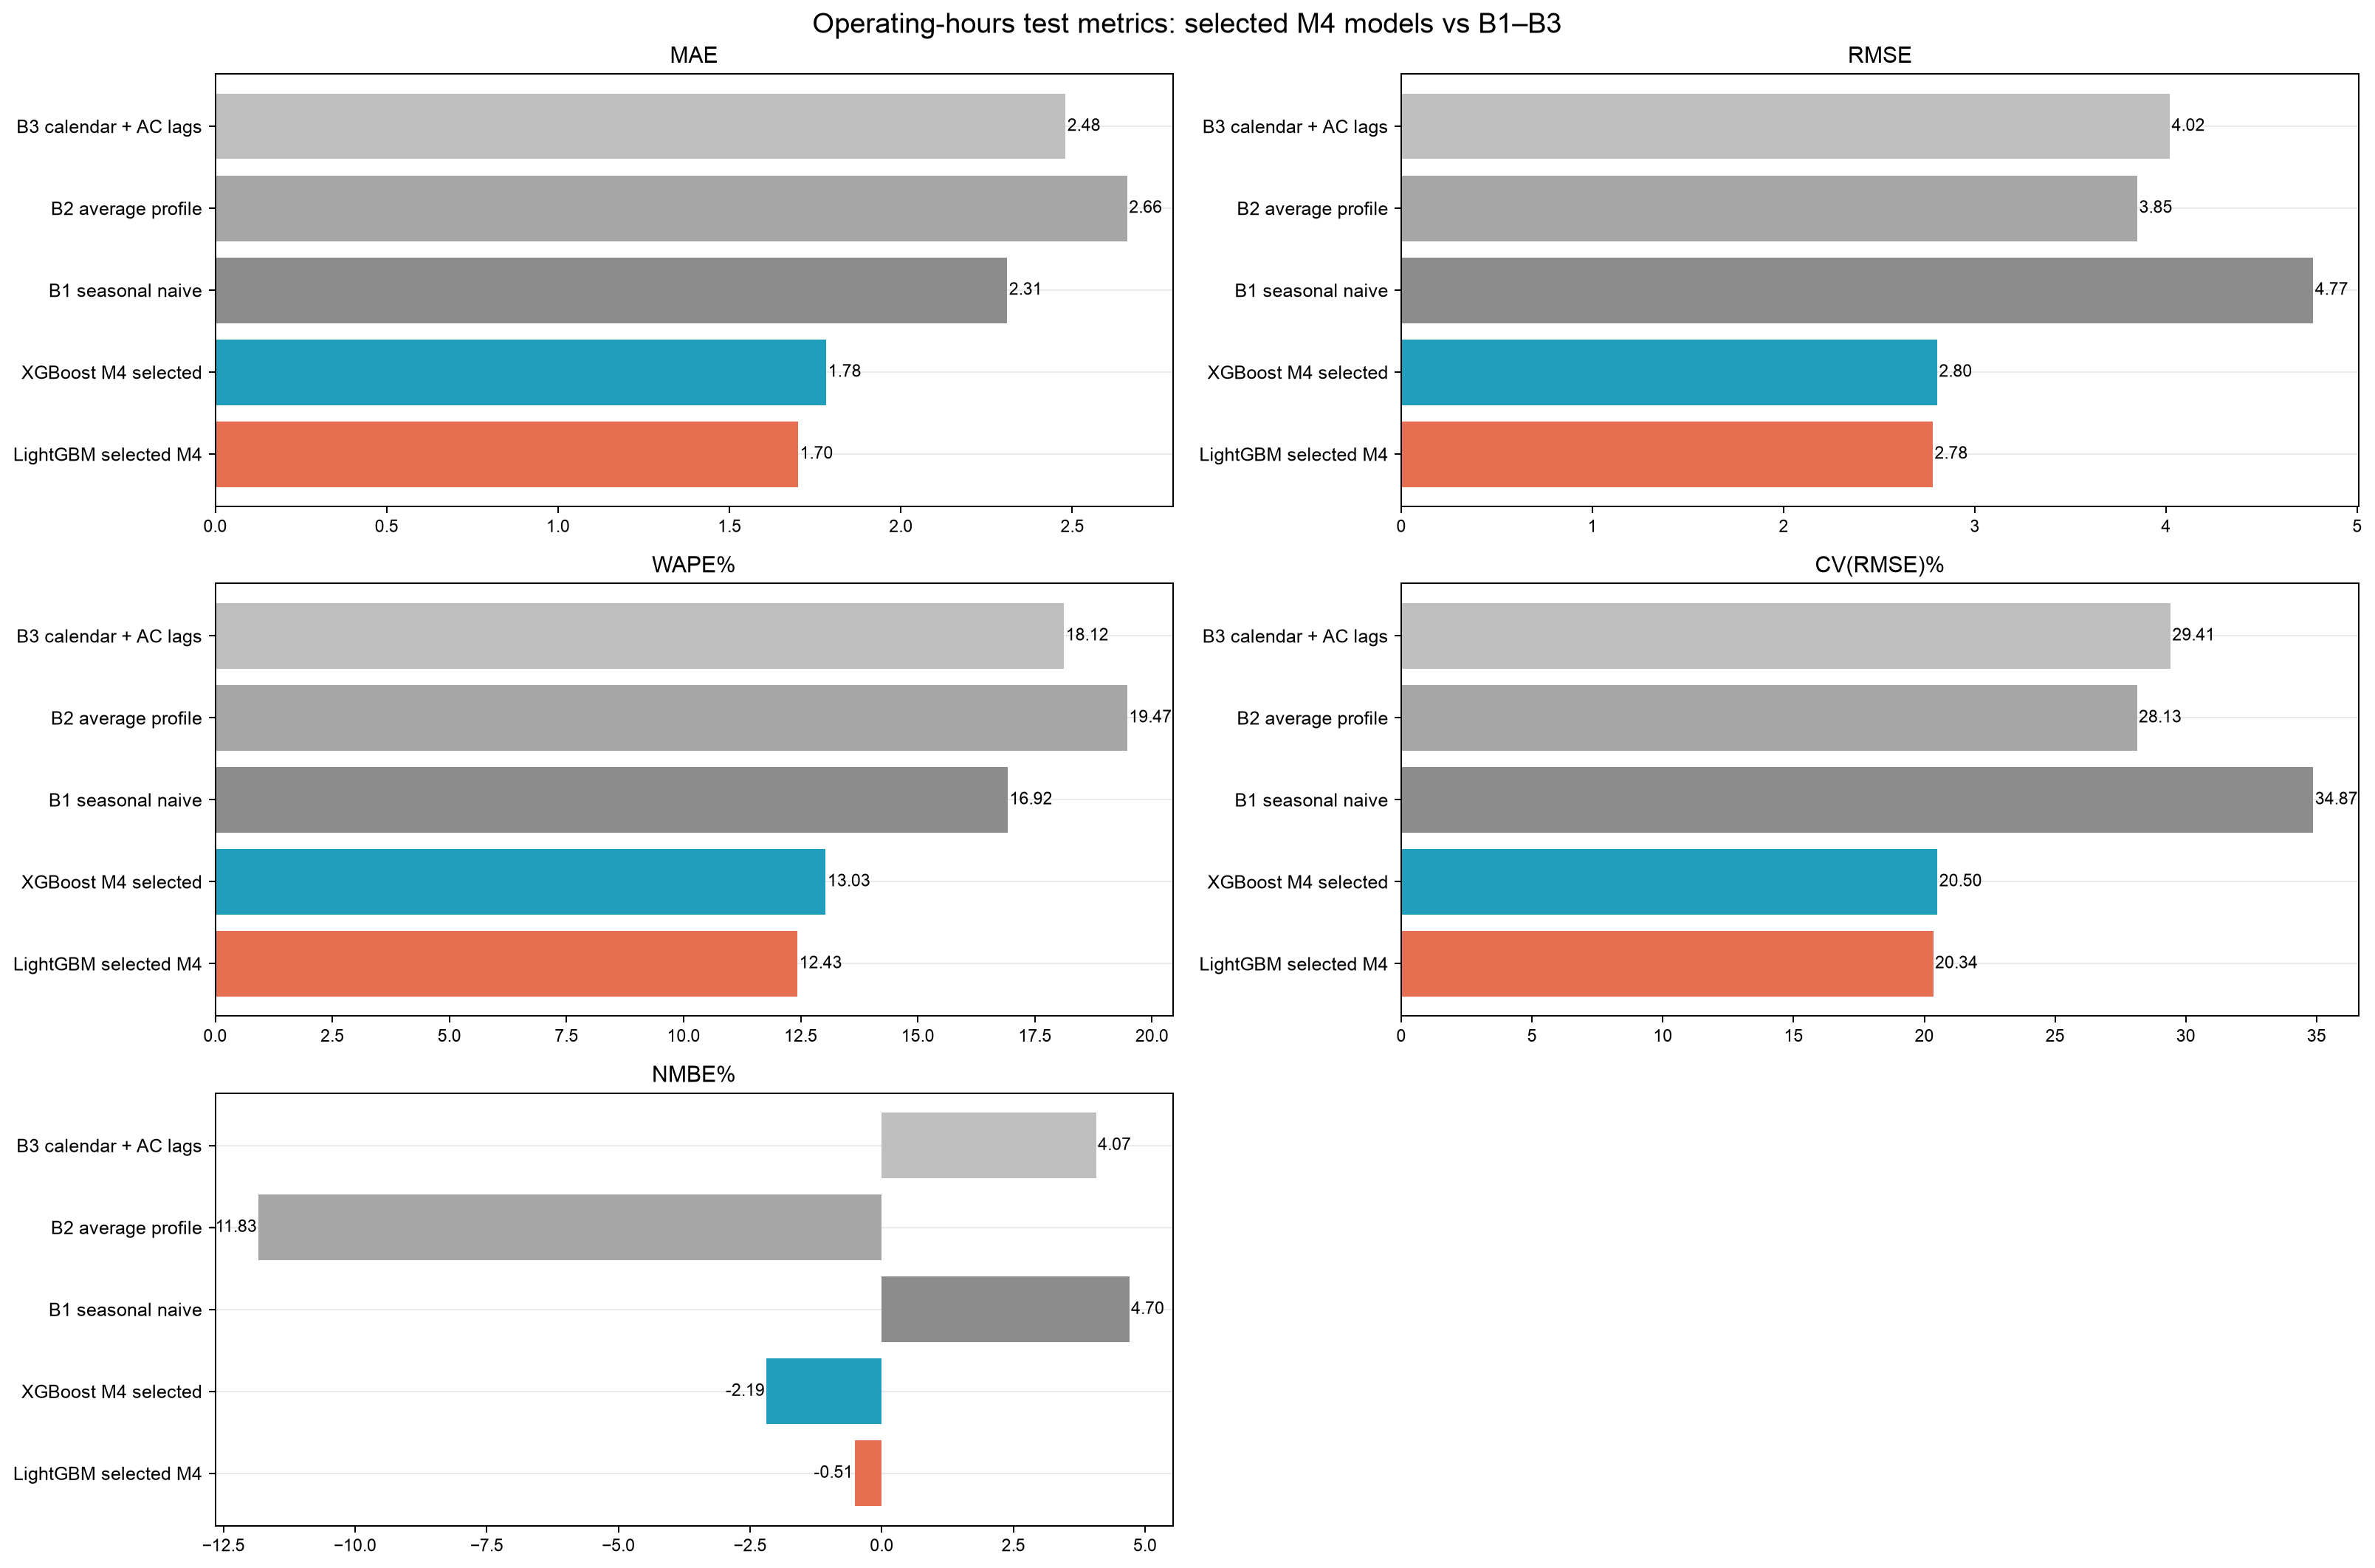 Operating-hours test metrics: selected M4 models vs B1–B3
MAE
B3 calendar + AC lags
2.48
B2 average profile
2.66
B1 seasonal naive
2.31
XGBoost M4 selected
1.78
LightGBM selected M4
1.70
0.0 0.5 1.0 1.5 2.0 2.5
RMSE
B3 calendar + AC lags
4.02
B2 average profile
3.85
B1 seasonal naive
4.77
XGBoost M4 selected
2.80
LightGBM selected M4
2.78
0 1 2 3 4 5
WAPE%
B3 calendar + AC lags
18.12
B2 average profile
19.47
B1 seasonal naive
16.92
XGBoost M4 selected
13.03
LightGBM selected M4
12.43
0.0 2.5 5.0 7.5 10.0 12.5 15.0 17.5 20.0
CV(RMSE)%
B3 calendar + AC lags
29.41
B2 average profile
28.13
B1 seasonal naive
34.87
XGBoost M4 selected
20.50
LightGBM selected M4
20.34
0 5 10 15 20 25 30 35
NMBE%
B3 calendar + AC lags
4.07
B2 average profile
11.83
B1 seasonal naive
4.70
XGBoost M4 selected
-2.19
LightGBM selected M4
-0.51
−12.5 −10.0 −7.5 −5.0 −2.5 0.0 2.5 5.0